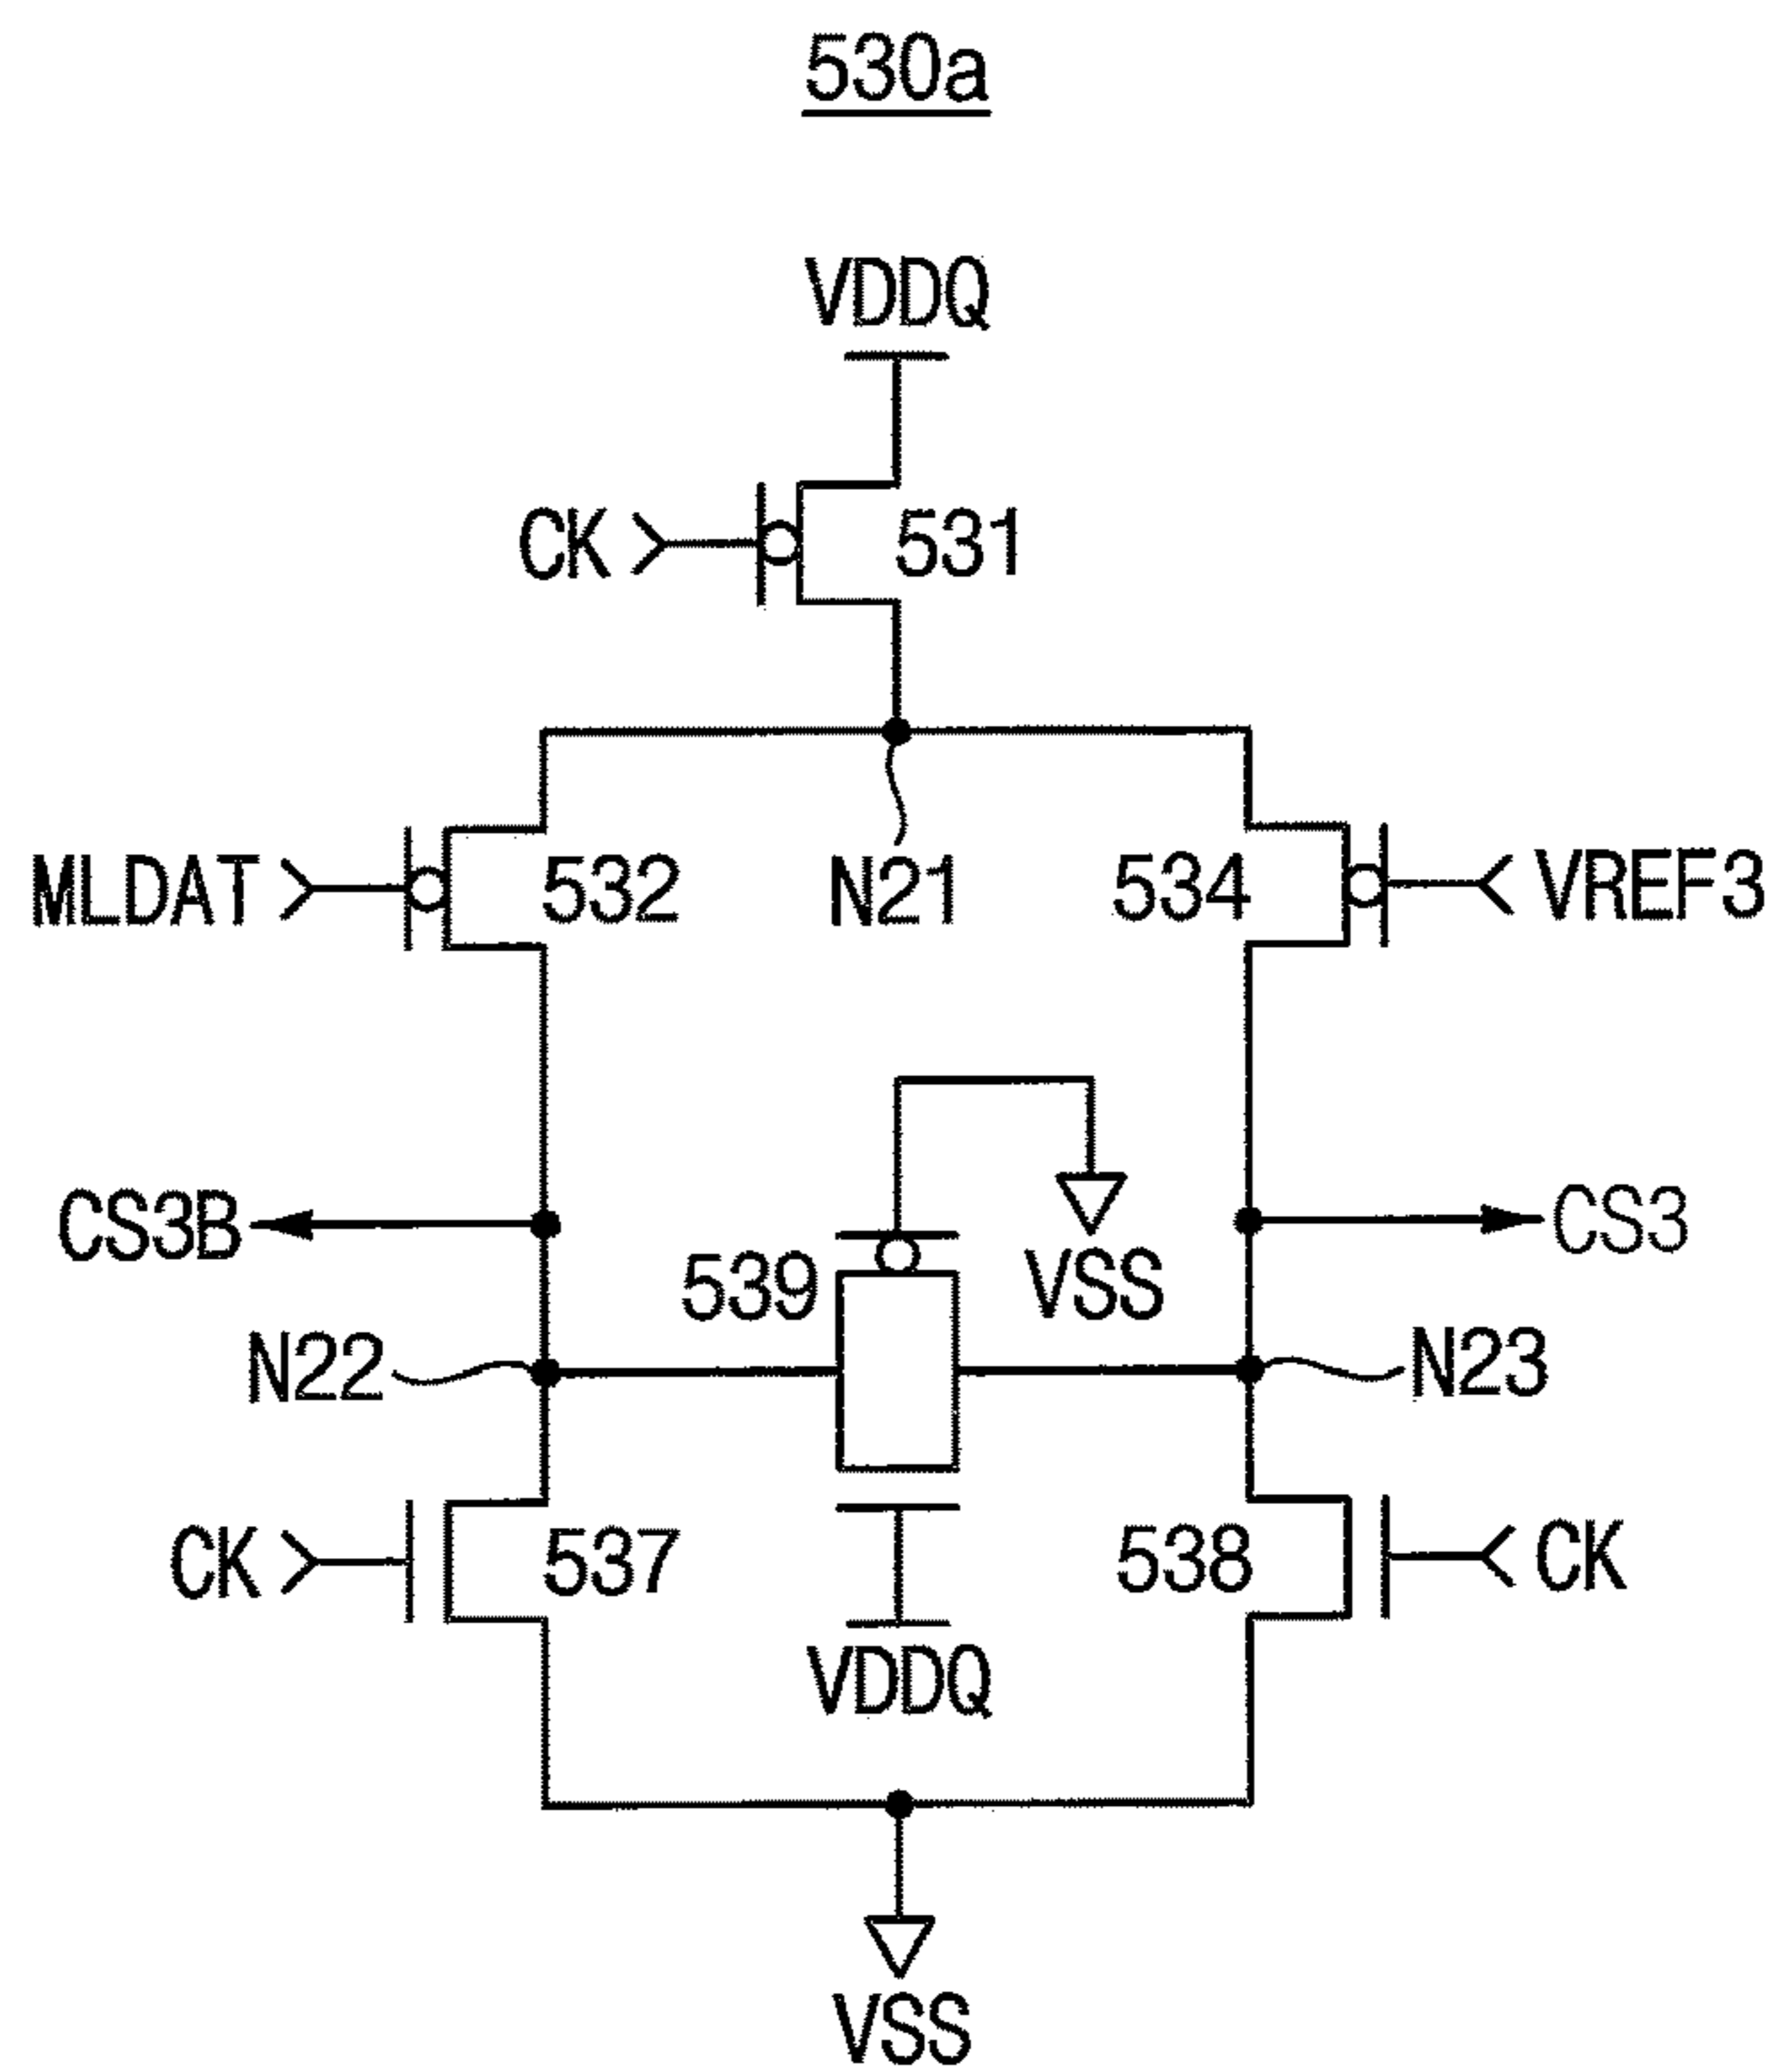 530a
VDDQ
CK 531
MLDAT 532 N21 534 VREF3
CS3B CS3
539 VSS
N22 N23
CK 537 538 CK
VDDQ
VSS